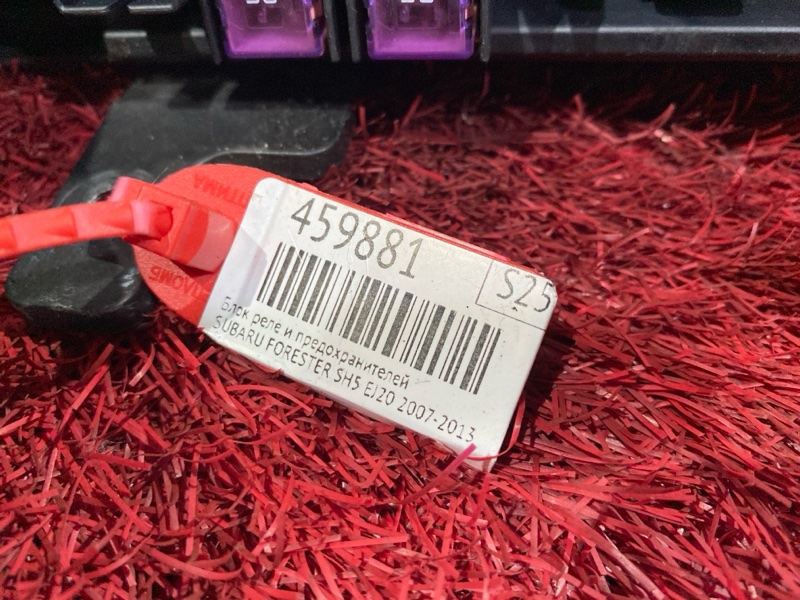 459881
S25
Блок реле и предохранителей
SUBARU FORESTER SH5 EJ20 2007-2013